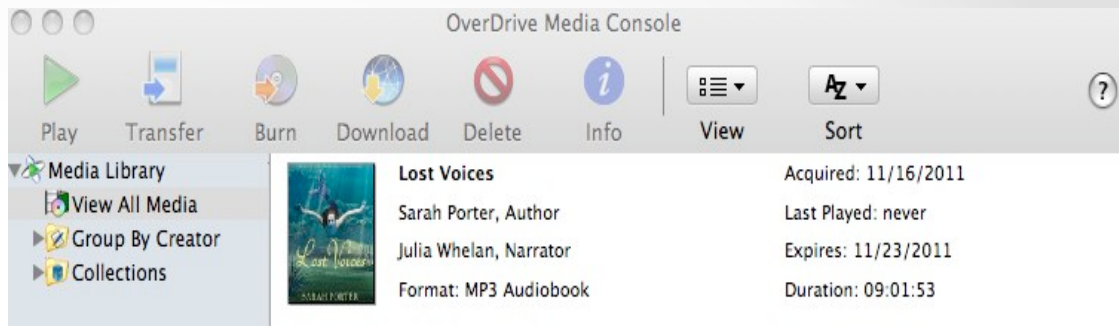 OverDrive Media Console
Play Transfer Burn Download Delete Info View Sort
AZ
?
Media Library
View All Media
Group By Creator
Collections
Lost Voices
SARAH PORTER
Lost Voices
Sarah Porter, Author
Julia Whelan, Narrator
Format: MP3 Audiobook
Acquired: 11/16/2011
Last Played: never
Expires: 11/23/2011
Duration: 09:01:53